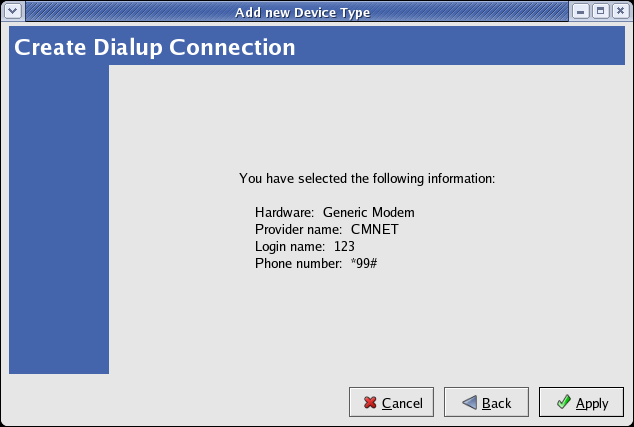 Add new Device Type
Create Dialup Connection
You have selected the following information:
Hardware: Generic Modem
Provider name: CMNET
Login name: 123
Phone number: *99#
Cancel
Back
Apply